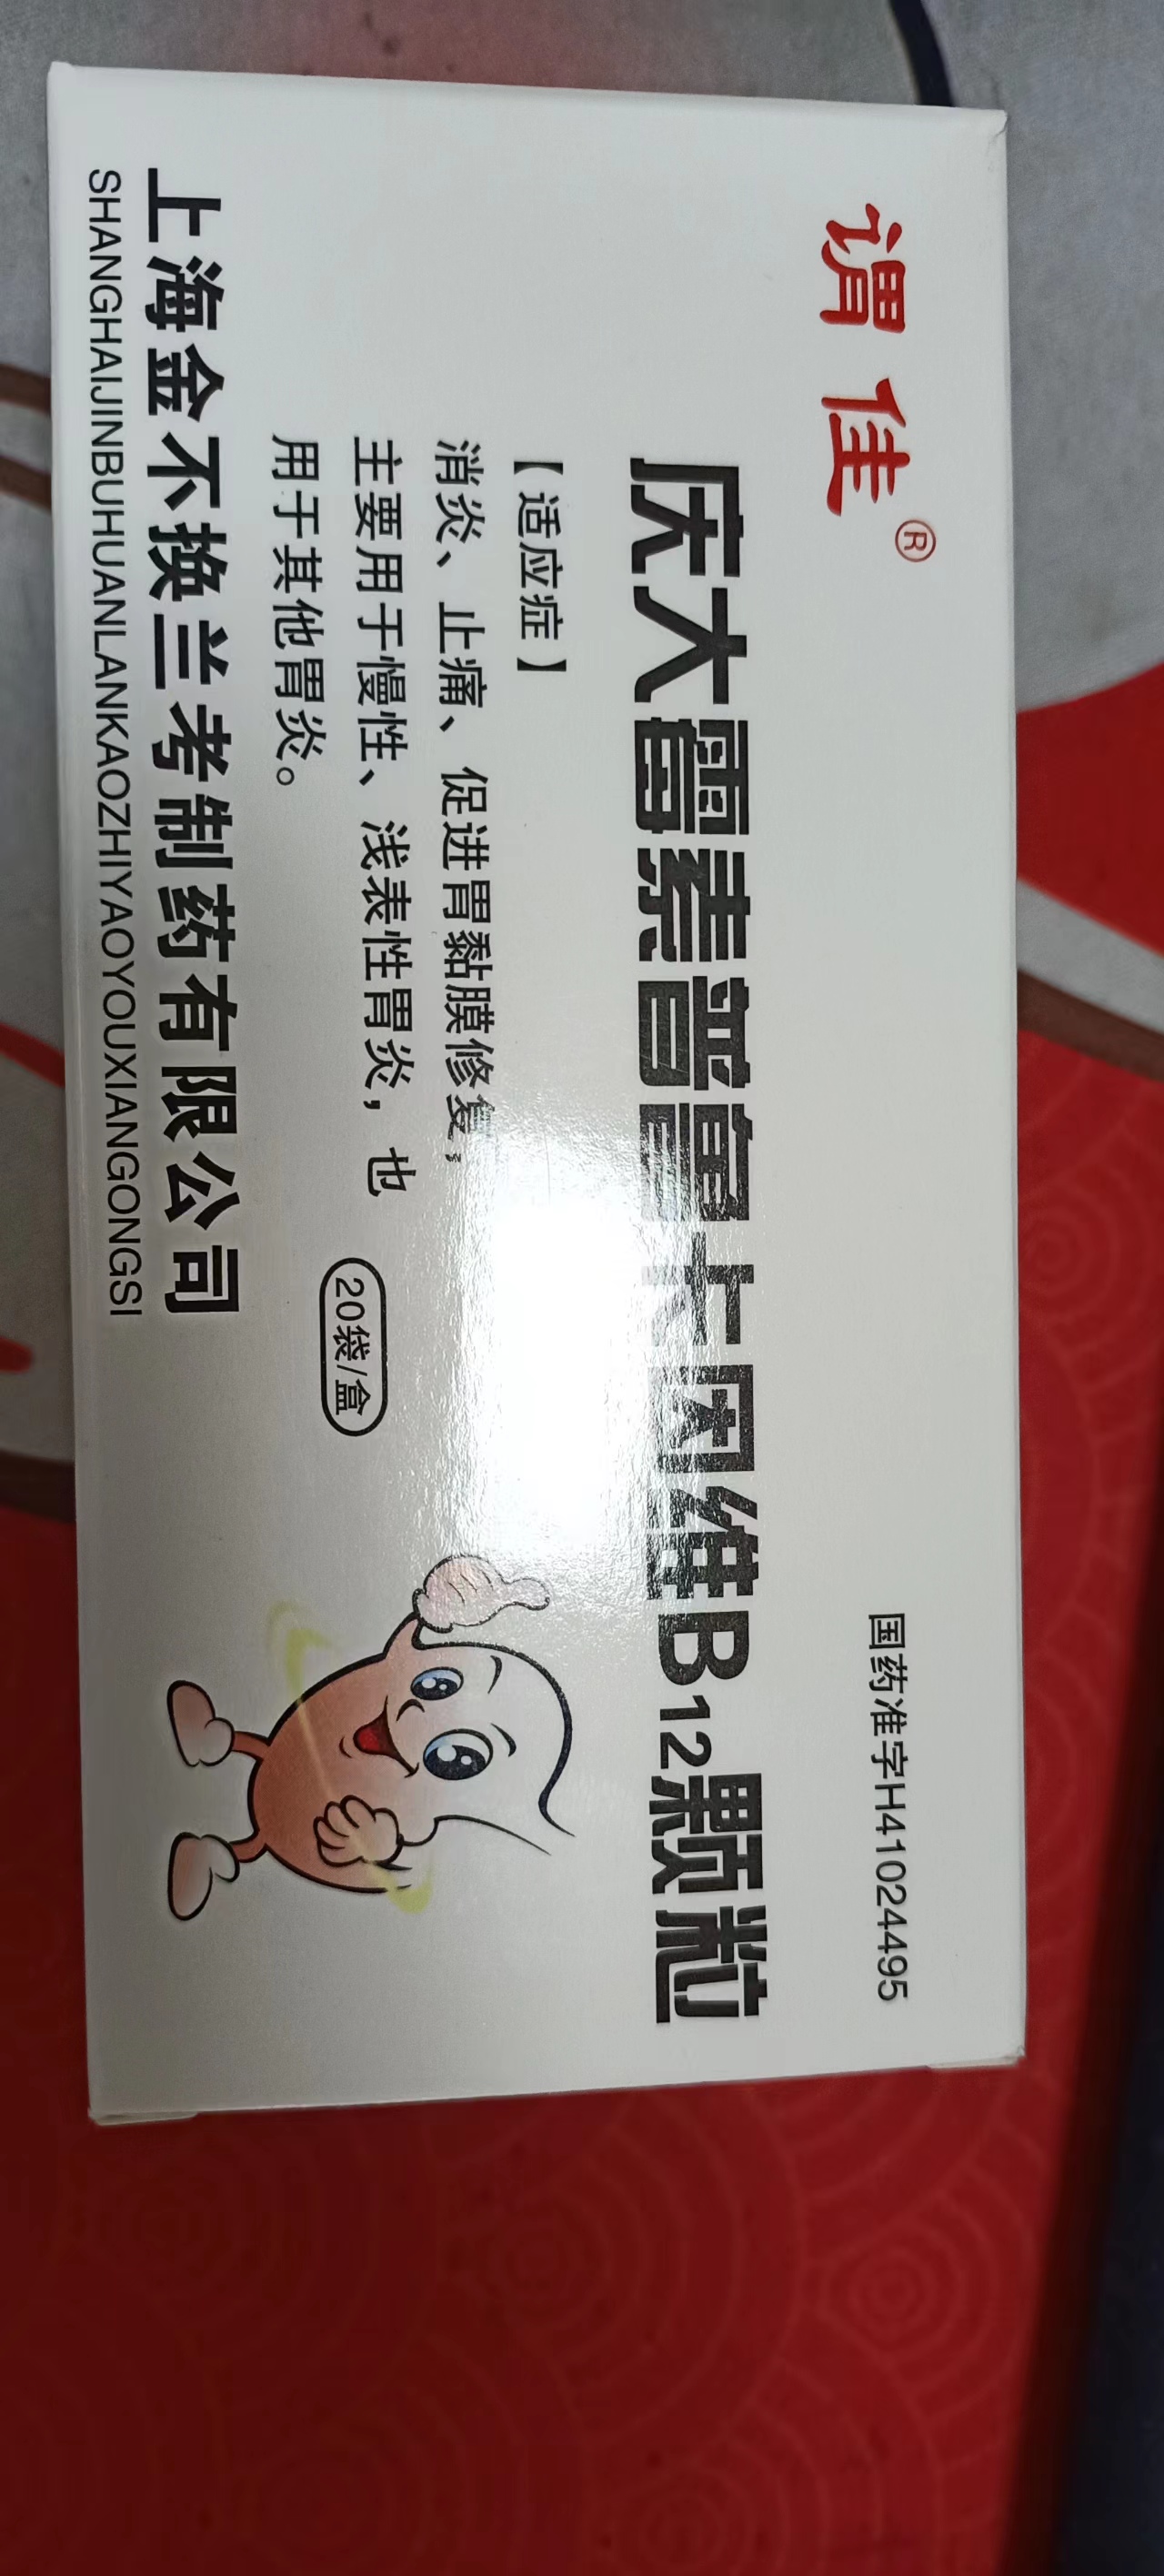 谓佳®
国药准字H41024495
庆大霉素普鲁卡因维B12颗粒
【适应症】
消炎、止痛、促进胃黏膜修复，
主要用于慢性、浅表性胃炎，也
用于其他胃炎。
20袋/盒
上海金不换兰考制药有限公司
SHANGHAIJINBUHUANLANKAOZHIYAOYOUXIANGONGSI